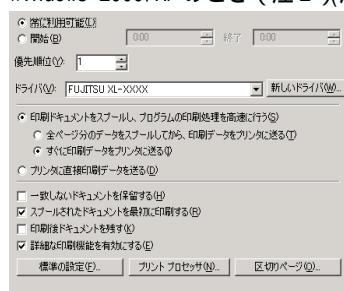 常に利用可能(L)
開始(B) 0:00 終了 0:00
優先順位(Y): 1
ドライバ(V): FUJITSU XL-XXXX 新しいドライバ(W)...
印刷ドキュメントをスプールし、プログラムの印刷処理を高速に行う(S)
全ページ分のデータをスプールしてから、印刷データをプリンタに送る(T)
すぐに印刷データをプリンタに送る(I)
プリンタに直接印刷データを送る(D)
一致しないドキュメントを保留する(H)
スプールされたドキュメントを最初に印刷する(R)
印刷後ドキュメントを残す(K)
詳細な印刷機能を有効にする(E)
標準の設定(F)... プリント プロセッサ(N)... 区切りページ(O)...